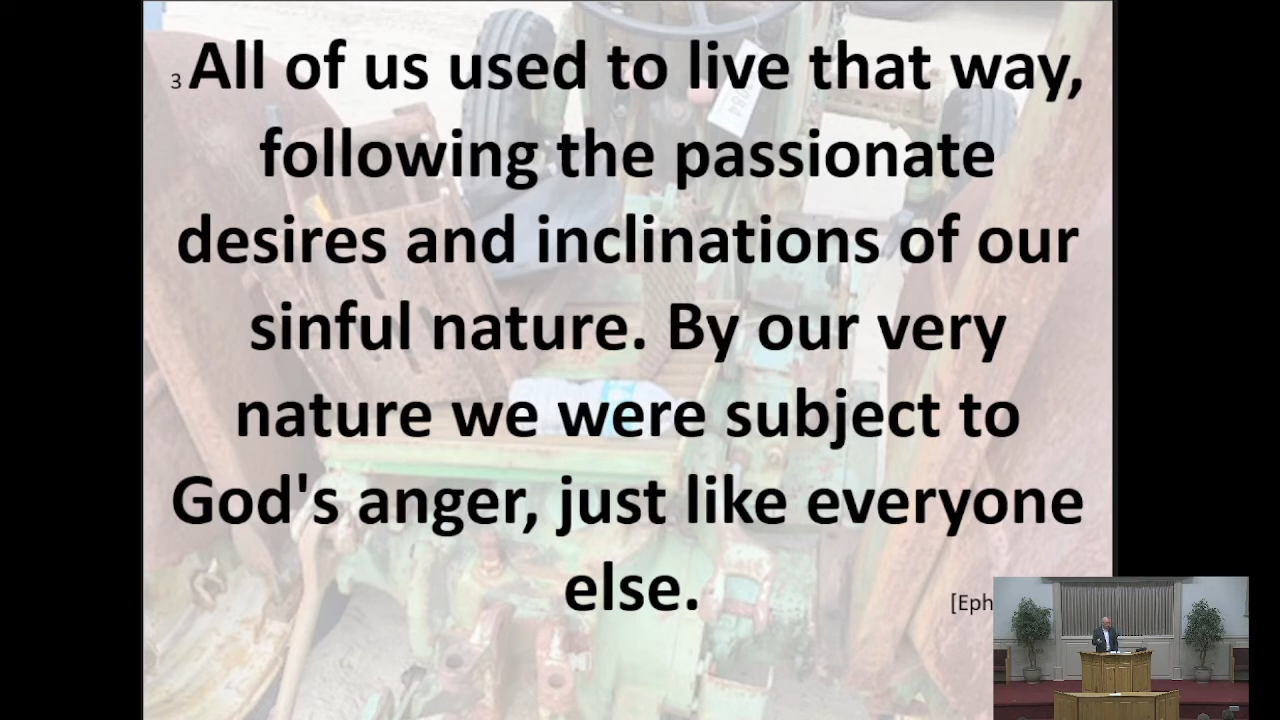 3 All of us used to live that way,
following the passionate
desires and inclinations of our
sinful nature. By our very
nature we were subject to
God's anger, just like everyone
else.
[Eph